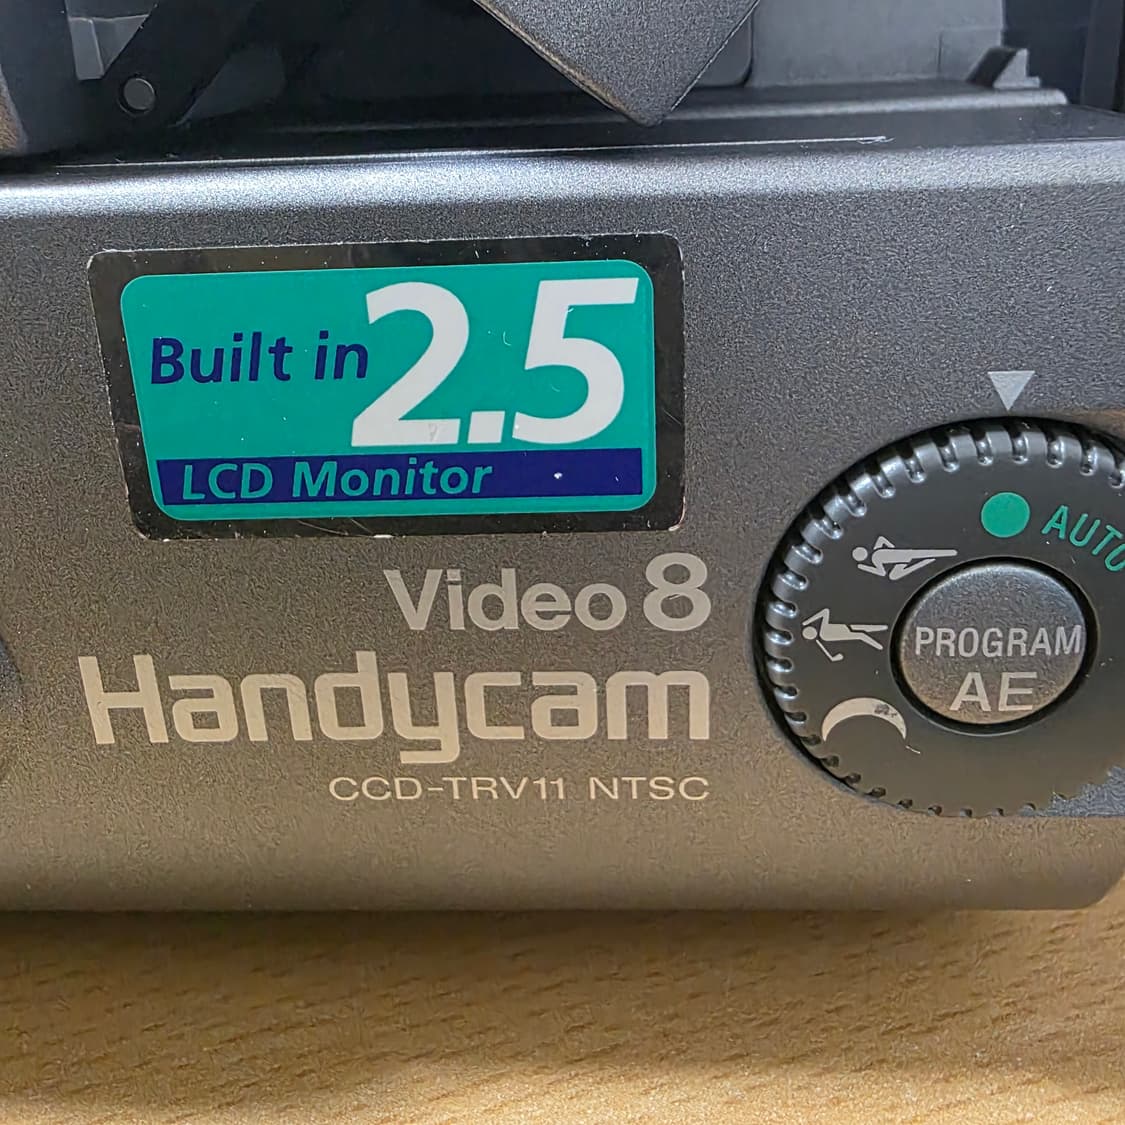 Built in 2.5
LCD Monitor
Video 8
Handycam
CCD-TRV11 NTSC
AUTO
PROGRAM
AE